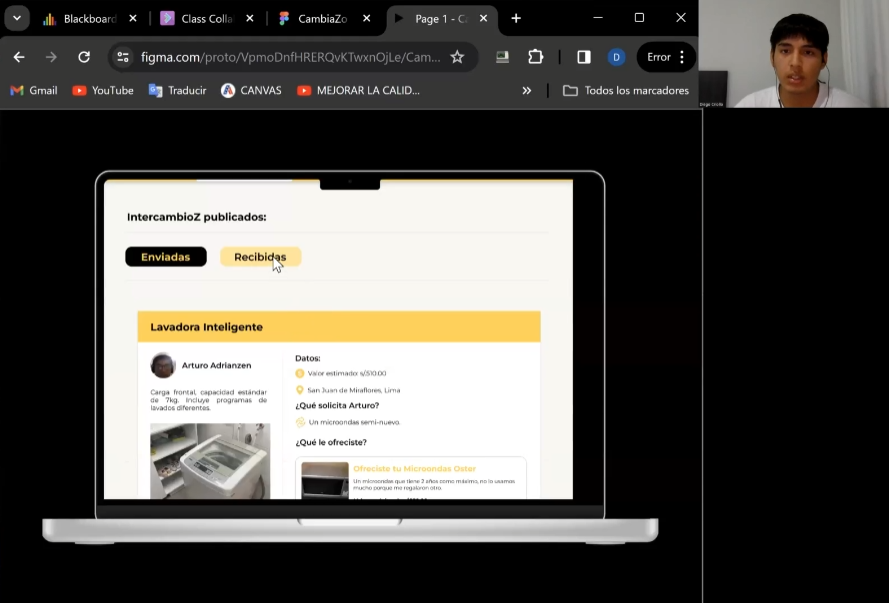 Blackboard
Class Colla
CambiaZo
Page 1 - C
figma.com/proto/VpmoDnfHRERQvKTwxnOjLe/Cam...
D
Error
Gmail
YouTube
Traducir
CANVAS
MEJORAR LA CALID...
Todos los marcadores
IntercambioZ publicados:
Enviadas
Recibidas
Lavadora Inteligente
Arturo Adrianzen
Carga frontal, capacidad estándar
de 7kg. Incluye programas de
lavados diferentes.
Datos:
Valor estimado: s/.510.00
San Juan de Miraflores, Lima
¿Qué solicita Arturo?
Un microondas semi-nuevo.
¿Qué le ofreciste?
Ofreciste tu Microondas Oster
Un microondas que tiene 2 años como máximo, no lo usamos
mucho porque me regalaron otro.